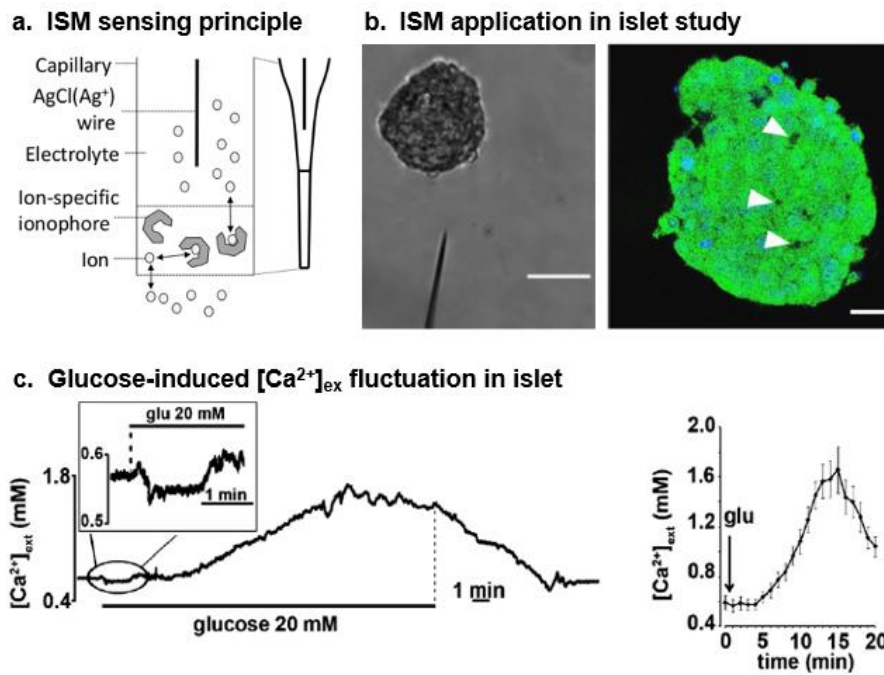 a. ISM sensing principle
b. ISM application in islet study
Capillary
AgCl(Ag⁺)
wire
Electrolyte
Ion-specific
ionophore
Ion
c. Glucose-induced [Ca²⁺]ₑₓ fluctuation in islet
glu 20 mM
0.6
0.5
1 min
1.8
0.4
[Ca²⁺]ₑₓₜ (mM)
1 min
glucose 20 mM
2.0
1.6
1.2
0.8
0.4
[Ca²⁺]ₑₓₜ (mM)
glu
0 5 10 15 20
time (min)